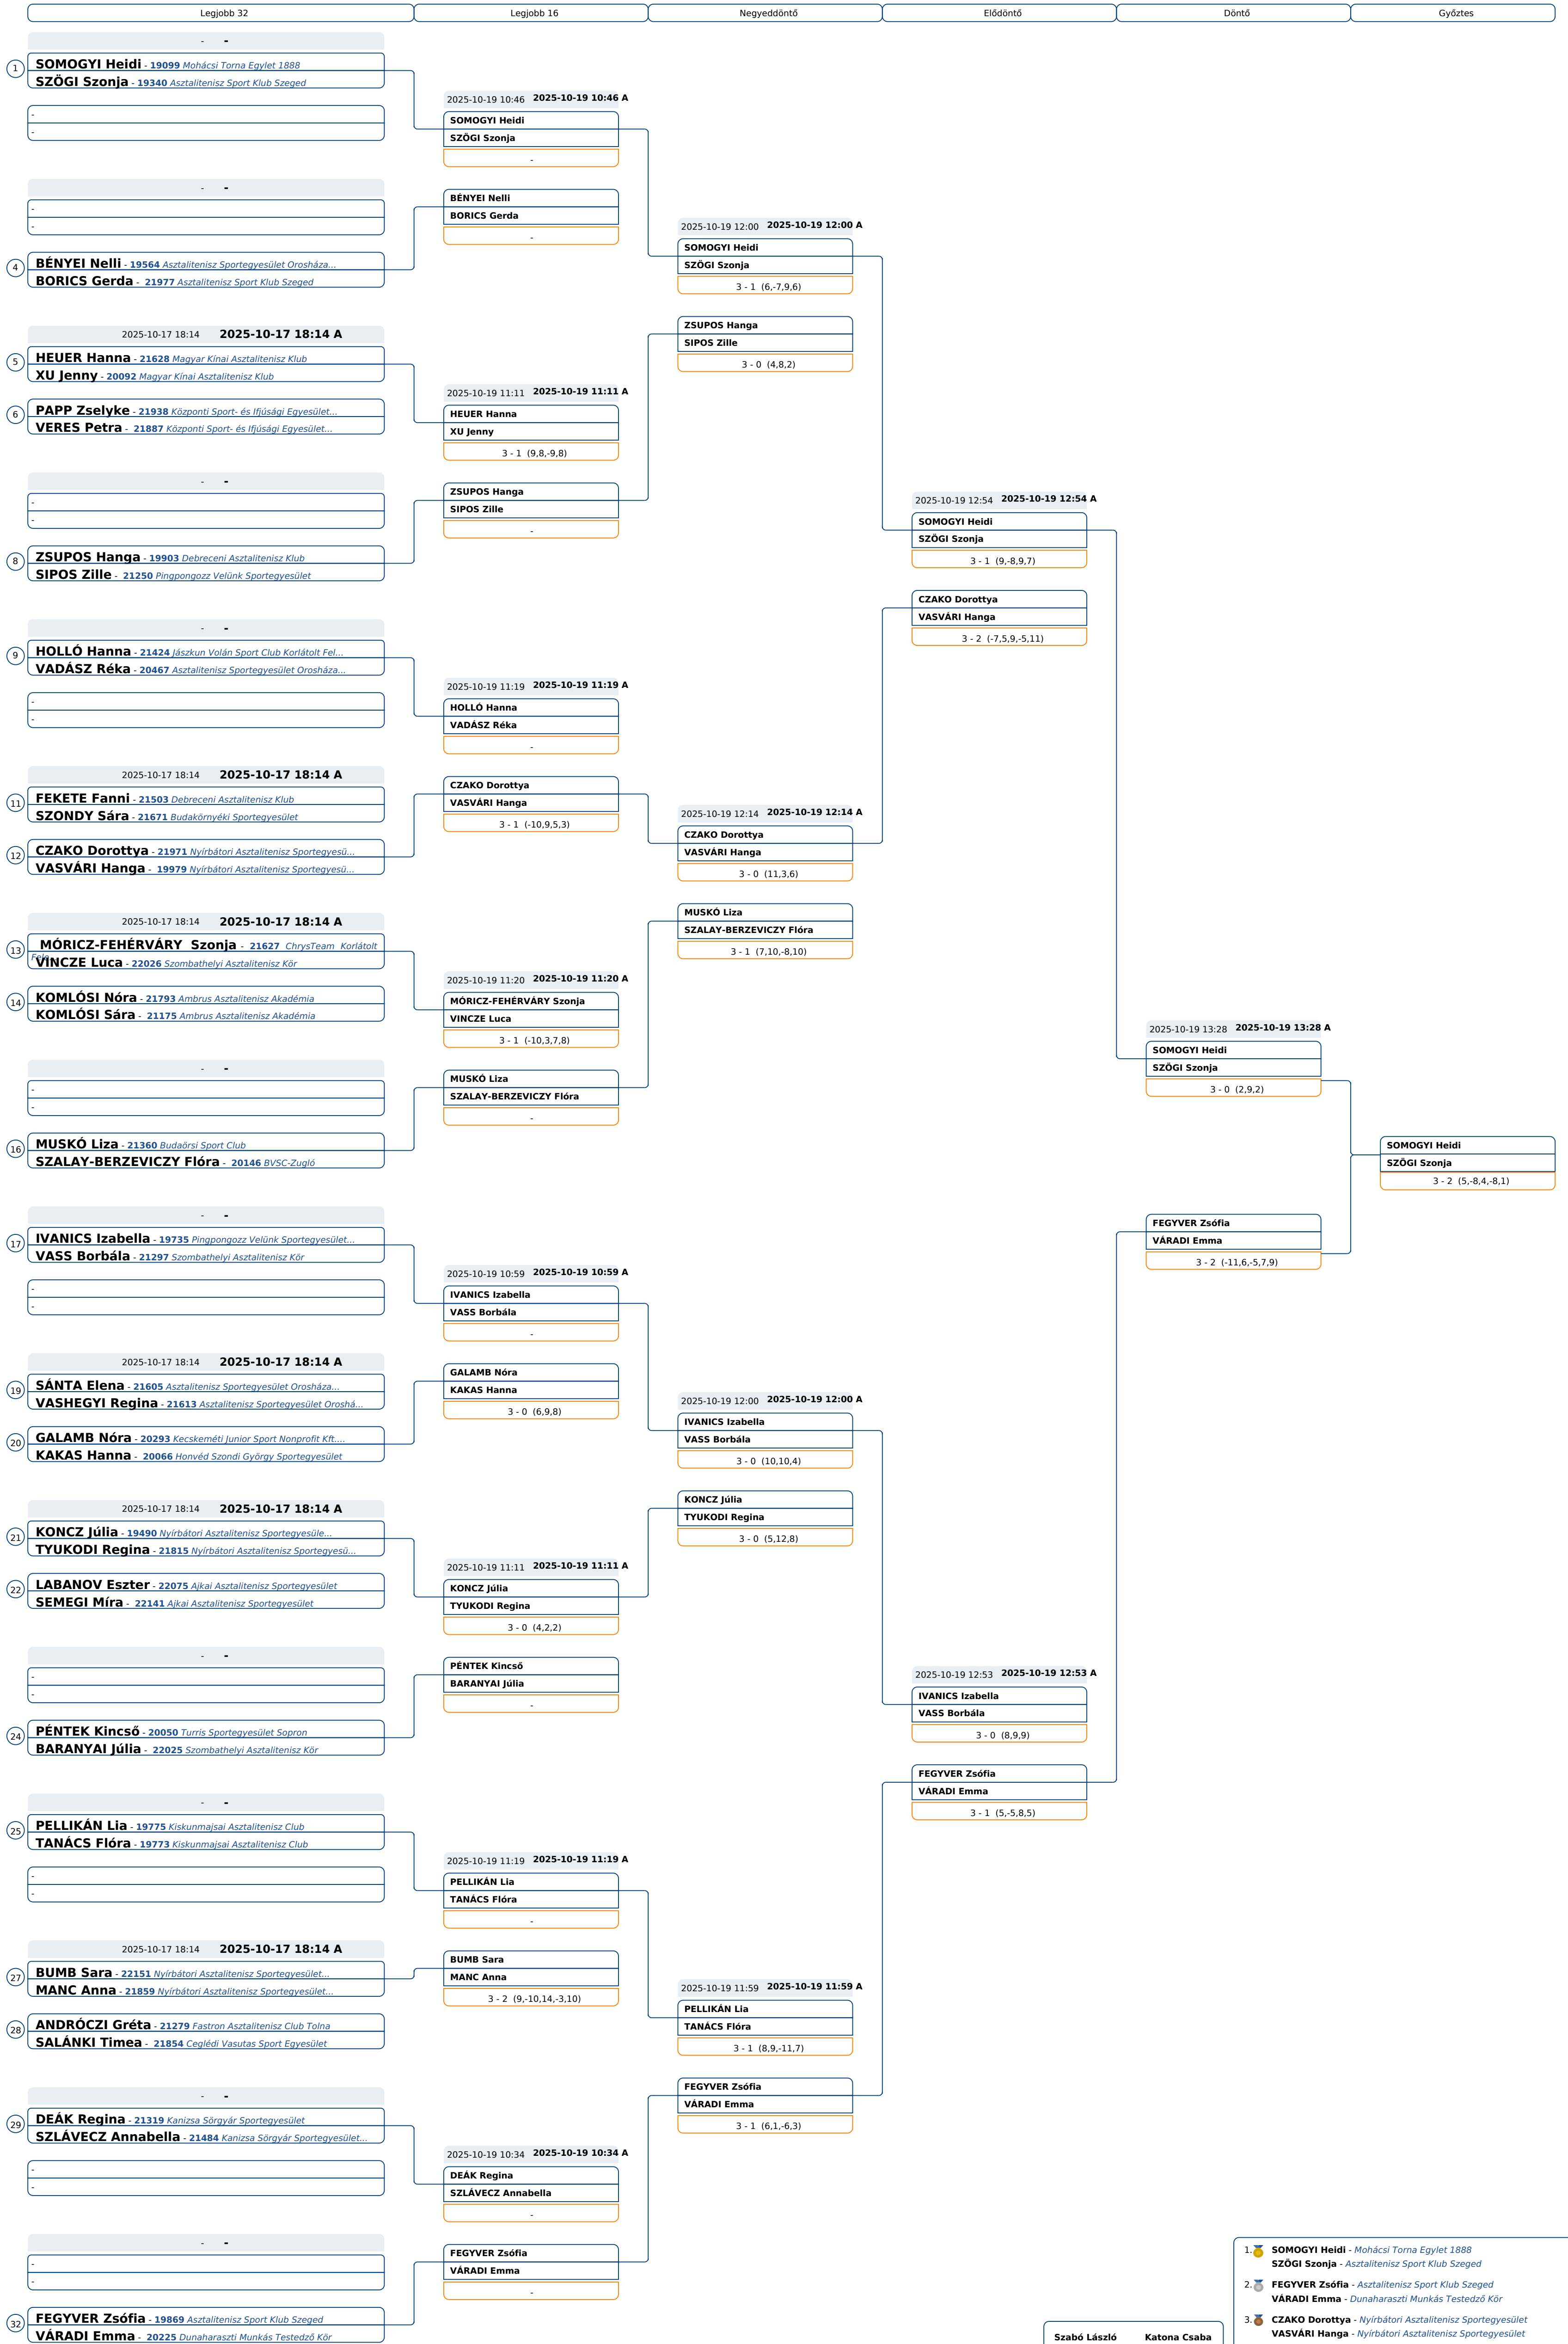 Legjobb 32
Legjobb 16
Negyeddöntő
Elődöntő
Döntő
Győztes
- -
1
SOMOGYI Heidi - 19099 Mohácsi Torna Egylet 1888
SZÖGI Szonja - 19340 Asztalitenisz Sport Klub Szeged
-
-
- -
-
-
4
BÉNYEI Nelli - 19564 Asztalitenisz Sportegyesület Orosháza...
BORICS Gerda - 21977 Asztalitenisz Sport Klub Szeged
2025-10-17 18:14 2025-10-17 18:14 A
5
HEUER Hanna - 21628 Magyar Kínai Asztalitenisz Klub
XU Jenny - 20092 Magyar Kínai Asztalitenisz Klub
6
PAPP Zselyke - 21938 Központi Sport- és Ifjúsági Egyesület...
VERES Petra - 21887 Központi Sport- és Ifjúsági Egyesület...
- -
-
-
8
ZSUPOS Hanga - 19903 Debreceni Asztalitenisz Klub
SIPOS Zille - 21250 Pingpongozz Velünk Sportegyesület
- -
9
HOLLÓ Hanna - 21424 Jászkun Volán Sport Club Korlátolt Fel...
VADÁSZ Réka - 20467 Asztalitenisz Sportegyesület Orosháza...
-
-
2025-10-17 18:14 2025-10-17 18:14 A
11
FEKETE Fanni - 21503 Debreceni Asztalitenisz Klub
SZONDY Sára - 21671 Budakörnyéki Sportegyesület
12
CZAKO Dorottya - 21971 Nyírbátori Asztalitenisz Sportegyesü...
VASVÁRI Hanga - 19979 Nyírbátori Asztalitenisz Sportegyesü...
2025-10-17 18:14 2025-10-17 18:14 A
13
MÓRICZ-FEHÉRVÁRY Szonja - 21627 ChrysTeam Korlátolt
VINCZE Luca - 22026 Szombathelyi Asztalitenisz Kör
14
KOMLÓSI Nóra - 21793 Ambrus Asztalitenisz Akadémia
KOMLÓSI Sára - 21175 Ambrus Asztalitenisz Akadémia
- -
-
-
16
MUSKÓ Liza - 21360 Budaörsi Sport Club
SZALAY-BERZEVICZY Flóra - 20146 BVSC-Zugló
- -
17
IVANICS Izabella - 19735 Pingpongozz Velünk Sportegyesület...
VASS Borbála - 21297 Szombathelyi Asztalitenisz Kör
-
-
2025-10-17 18:14 2025-10-17 18:14 A
19
SÁNTA Elena - 21605 Asztalitenisz Sportegyesület Orosháza...
VASHEGYI Regina - 21613 Asztalitenisz Sportegyesület Oroshá...
20
GALAMB Nóra - 20293 Kecskeméti Junior Sport Nonprofit Kft....
KAKAS Hanna - 20066 Honvéd Szondi György Sportegyesület
2025-10-17 18:14 2025-10-17 18:14 A
21
KONCZ Júlia - 19490 Nyírbátori Asztalitenisz Sportegyesüle...
TYUKODI Regina - 21815 Nyírbátori Asztalitenisz Sportegyesü...
22
LABANOV Eszter - 22075 Ajkai Asztalitenisz Sportegyesület
SEMEGI Míra - 22141 Ajkai Asztalitenisz Sportegyesület
- -
-
-
24
PÉNTEK Kincső - 20050 Turris Sportegyesület Sopron
BARANYAI Júlia - 22025 Szombathelyi Asztalitenisz Kör
- -
25
PELLIKÁN Lia - 19775 Kiskunmajsai Asztalitenisz Club
TANÁCS Flóra - 19773 Kiskunmajsai Asztalitenisz Club
-
-
2025-10-17 18:14 2025-10-17 18:14 A
27
BUMB Sara - 22151 Nyírbátori Asztalitenisz Sportegyesület...
MANC Anna - 21859 Nyírbátori Asztalitenisz Sportegyesület...
28
ANDRÓCZI Gréta - 21279 Fastron Asztalitenisz Club Tolna
SALÁNKI Timea - 21854 Ceglédi Vasutas Sport Egyesület
- -
29
DEÁK Regina - 21319 Kanizsa Sörgyár Sportegyesület
SZLÁVECZ Annabella - 21484 Kanizsa Sörgyár Sportegyesület...
-
-
- -
-
-
32
FEGYVER Zsófia - 19869 Asztalitenisz Sport Klub Szeged
VÁRADI Emma - 20225 Dunaharaszti Munkás Testedző Kör
2025-10-19 10:46 2025-10-19 10:46 A
SOMOGYI Heidi
SZÖGI Szonja
-
BÉNYEI Nelli
BORICS Gerda
-
2025-10-19 11:11 2025-10-19 11:11 A
HEUER Hanna
XU Jenny
3 - 1 (9,8,-9,8)
ZSUPOS Hanga
SIPOS Zille
-
2025-10-19 11:19 2025-10-19 11:19 A
HOLLÓ Hanna
VADÁSZ Réka
-
CZAKO Dorottya
VASVÁRI Hanga
3 - 1 (-10,9,5,3)
2025-10-19 11:20 2025-10-19 11:20 A
MÓRICZ-FEHÉRVÁRY Szonja
VINCZE Luca
3 - 1 (-10,3,7,8)
MUSKÓ Liza
SZALAY-BERZEVICZY Flóra
-
2025-10-19 10:59 2025-10-19 10:59 A
IVANICS Izabella
VASS Borbála
-
GALAMB Nóra
KAKAS Hanna
3 - 0 (6,9,8)
2025-10-19 11:11 2025-10-19 11:11 A
KONCZ Júlia
TYUKODI Regina
3 - 0 (4,2,2)
PÉNTEK Kincső
BARANYAI Júlia
-
2025-10-19 11:19 2025-10-19 11:19 A
PELLIKÁN Lia
TANÁCS Flóra
-
BUMB Sara
MANC Anna
3 - 2 (9,-10,14,-3,10)
2025-10-19 10:34 2025-10-19 10:34 A
DEÁK Regina
SZLÁVECZ Annabella
-
FEGYVER Zsófia
VÁRADI Emma
-
2025-10-19 12:00 2025-10-19 12:00 A
SOMOGYI Heidi
SZÖGI Szonja
3 - 1 (6,-7,9,6)
ZSUPOS Hanga
SIPOS Zille
3 - 0 (4,8,2)
2025-10-19 12:14 2025-10-19 12:14 A
CZAKO Dorottya
VASVÁRI Hanga
3 - 0 (11,3,6)
MUSKÓ Liza
SZALAY-BERZEVICZY Flóra
3 - 1 (7,10,-8,10)
2025-10-19 12:00 2025-10-19 12:00 A
IVANICS Izabella
VASS Borbála
3 - 0 (10,10,4)
KONCZ Júlia
TYUKODI Regina
3 - 0 (5,12,8)
2025-10-19 11:59 2025-10-19 11:59 A
PELLIKÁN Lia
TANÁCS Flóra
3 - 1 (8,9,-11,7)
FEGYVER Zsófia
VÁRADI Emma
3 - 1 (6,1,-6,3)
2025-10-19 12:54 2025-10-19 12:54 A
SOMOGYI Heidi
SZÖGI Szonja
3 - 1 (9,-8,9,7)
CZAKO Dorottya
VASVÁRI Hanga
3 - 2 (-7,5,9,-5,11)
2025-10-19 12:53 2025-10-19 12:53 A
IVANICS Izabella
VASS Borbála
3 - 0 (8,9,9)
FEGYVER Zsófia
VÁRADI Emma
3 - 1 (5,-5,8,5)
2025-10-19 13:28 2025-10-19 13:28 A
SOMOGYI Heidi
SZÖGI Szonja
3 - 0 (2,9,2)
FEGYVER Zsófia
VÁRADI Emma
3 - 2 (-11,6,-5,7,9)
SOMOGYI Heidi
SZÖGI Szonja
3 - 2 (5,-8,4,-8,1)
Szabó László Katona Csaba
1. SOMOGYI Heidi - Mohácsi Torna Egylet 1888
SZÖGI Szonja - Asztalitenisz Sport Klub Szeged
2. FEGYVER Zsófia - Asztalitenisz Sport Klub Szeged
VÁRADI Emma - Dunaharaszti Munkás Testedző Kör
3. CZAKO Dorottya - Nyírbátori Asztalitenisz Sportegyesület
VASVÁRI Hanga - Nyírbátori Asztalitenisz Sportegyesület